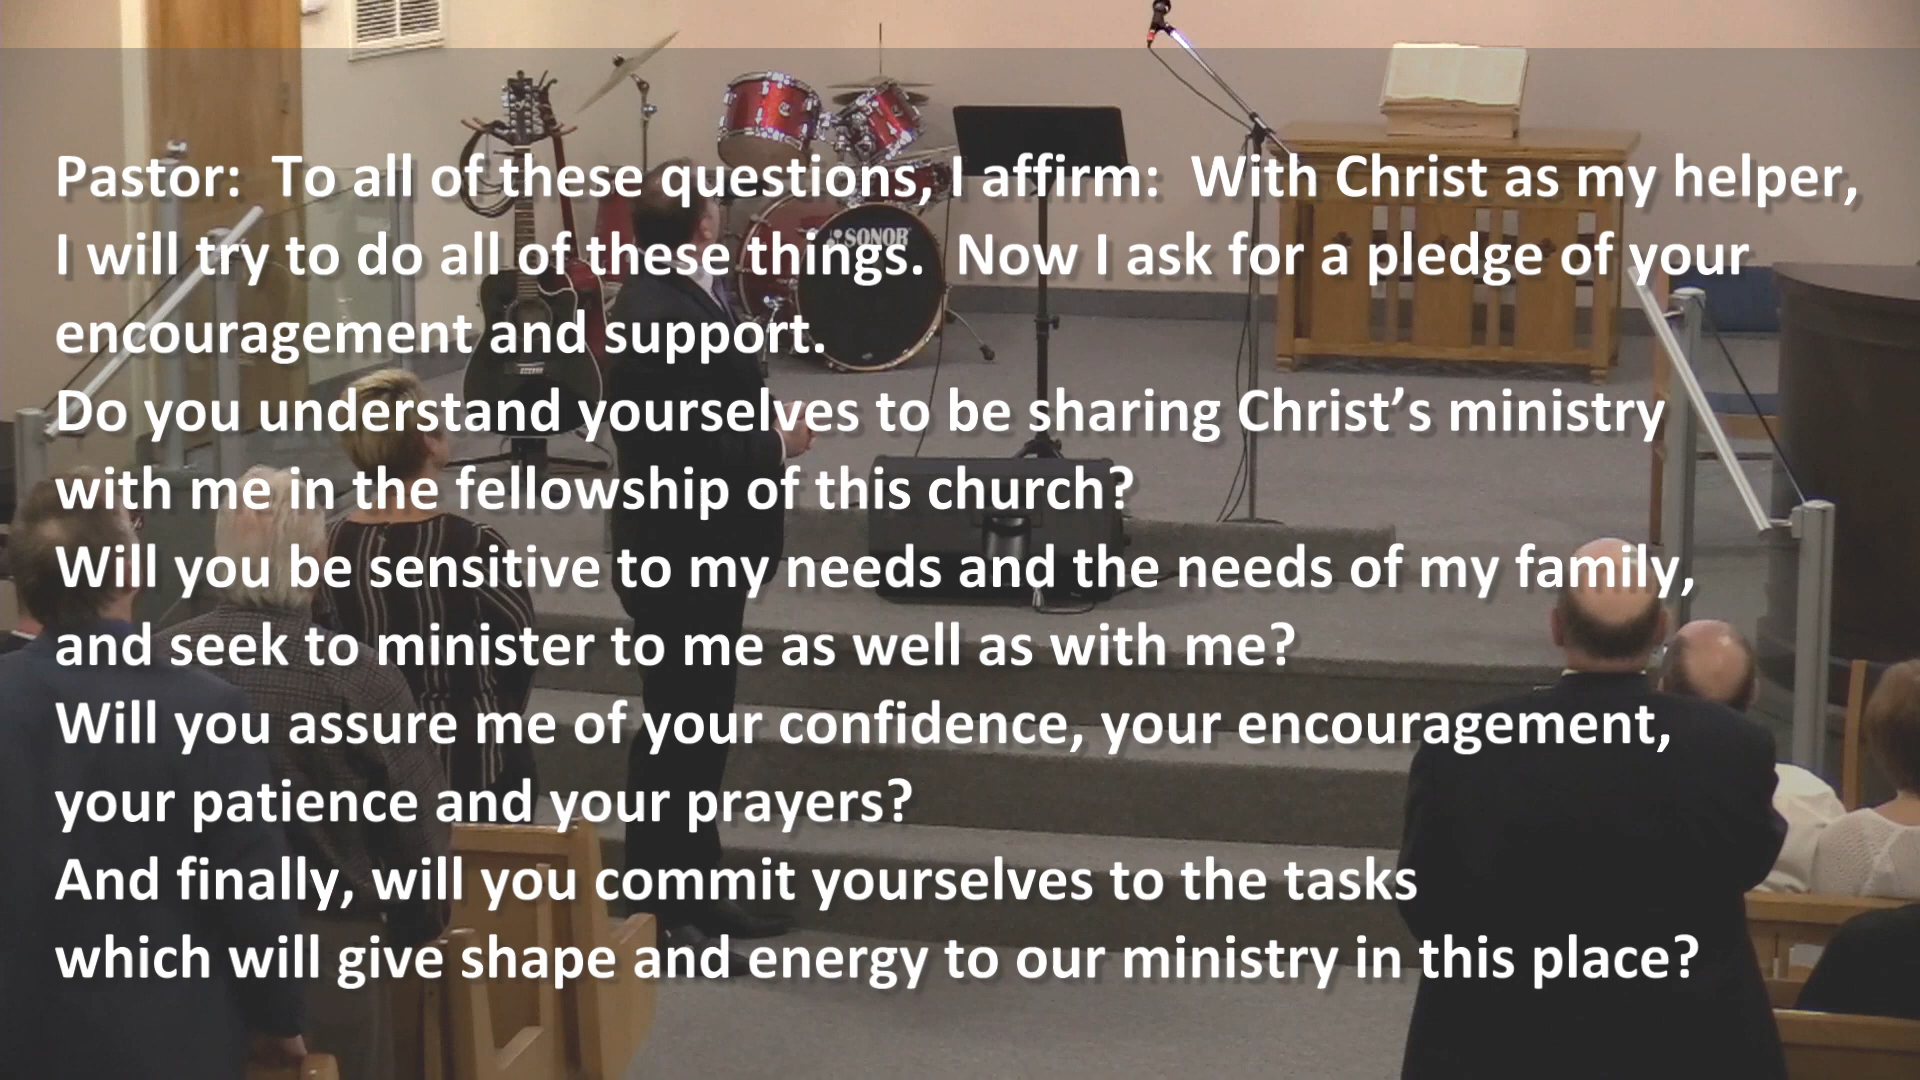 Pastor:  To all of these questions, I affirm:  With Christ as my helper,
I will try to do all of these things.  Now I ask for a pledge of your
encouragement and support.
Do you understand yourselves to be sharing Christ’s ministry
with me in the fellowship of this church?
Will you be sensitive to my needs and the needs of my family,
and seek to minister to me as well as with me?
Will you assure me of your confidence, your encouragement,
your patience and your prayers?
And finally, will you commit yourselves to the tasks
which will give shape and energy to our ministry in this place?
SONOR